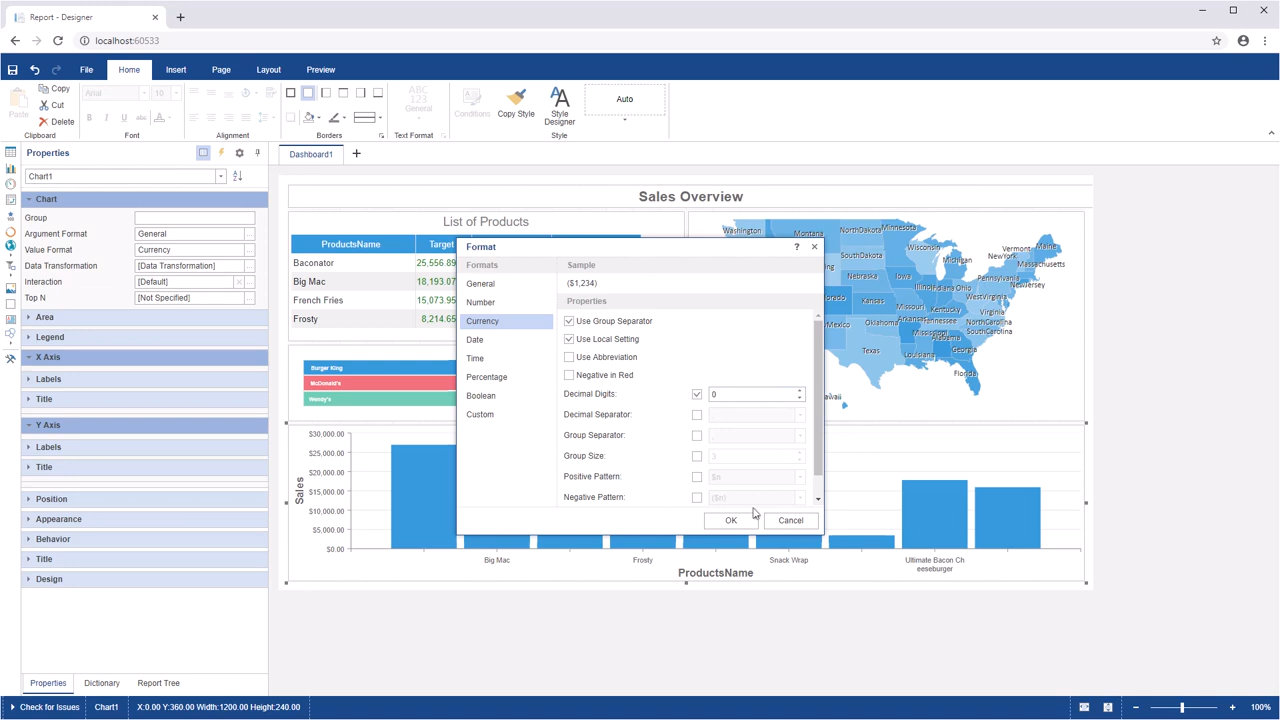 Report - Designer
localhost:60533
File Home Insert Page Layout Preview
Paste
Copy
Cut
Delete
Clipboard
Arial 10
B
abc
A
Font
Alignment
Borders
ABC
123
General
Text Format
Conditions
Copy Style
Style
Designer
Auto
Style
Properties
Chart1
Chart
Group
Argument Format General
Value Format Currency
Data Transformation [Data Transformation]
Interaction [Default]
Top N [Not Specified]
Area
Legend
X Axis
Labels
Title
Y Axis
Labels
Title
Position
Appearance
Behavior
Title
Design
Properties Dictionary Report Tree
Dashboard1
Sales Overview
List of Products
ProductsName Target
Baconator 25,556.89
Big Mac 18,193.07
French Fries 15,073.95
Frosty 8,214.65
Burger King
McDonald's
Wendy's
Format
?
Formats
General
Number
Currency
Date
Time
Percentage
Boolean
Custom
Sample
($1,234)
Properties
Use Group Separator
Use Local Setting
Use Abbreviation
Negative in Red
Decimal Digits: 0
Decimal Separator:
Group Separator: ,
Group Size: 3
Positive Pattern: $n
Negative Pattern: ($n)
OK Cancel
Washington
Montana
NorthDakota
Minnesota
Wisconsin
Michigan
Vermont
Maine
NewYork
Massachusetts
SouthDakota
Nebraska
Iowa
Illinois
Indiana
Ohio
NewJersey
Kansas
Missouri
WestVirginia
Virginia
Oklahoma
Arkansas
Tennessee
NorthCarolina
SouthCarolina
Mississippi
Alabama
Georgia
Texas
Louisiana
Florida
$30,000.00
$25,000.00
$20,000.00
$15,000.00
$10,000.00
$5,000.00
$0.00
Sales
Big Mac
Frosty
Snack Wrap
Ultimate Bacon Ch
eeseburger
ProductsName
Check for Issues Chart1 X:0.00 Y:360.00 Width:1200.00 Height:240.00 100%